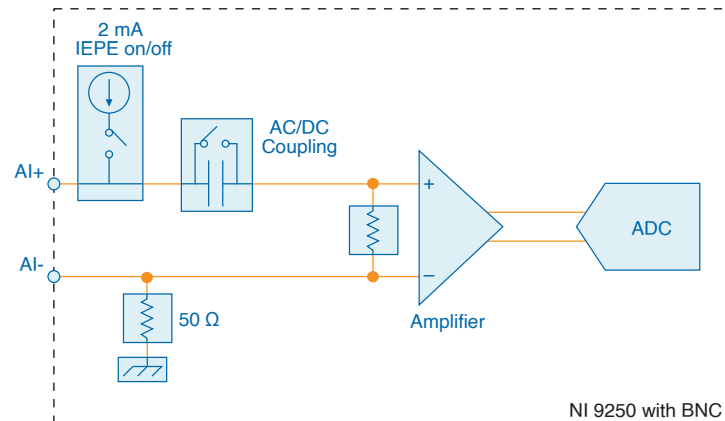 2 mA
IEPE on/off
AC/DC
Coupling
AI+
+
ADC
AI-
−
50 Ω
Amplifier
NI 9250 with BNC